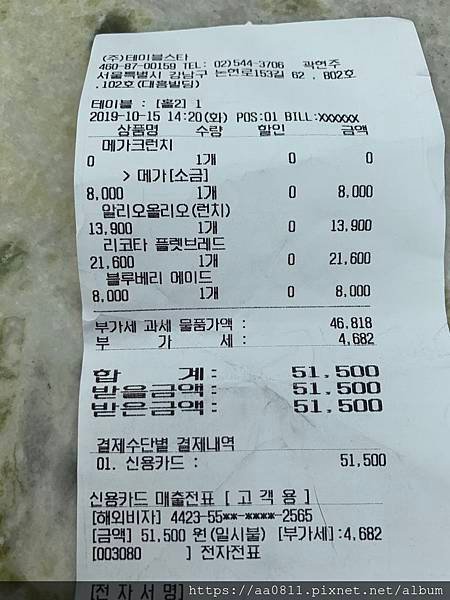 (주)테이블스타
460-87-00159 TEL: 02)544-3706 곽현주
서울특별시 강남구 논현로153길 62 , B02호
.102호(대흥빌딩)
테이블 : [홀2] 1
2019-10-15 14:20(화) POS:01 BILL:XXXXXX
상품명 수량 할인 금액
메가크런치
0 1개 0 0
> 메가[소금]
8,000 1개 0 8,000
알리오올리오(런치)
13,900 1개 0 13,900
리코타 플랫브레드
21,600 1개 0 21,600
블루베리 에이드
8,000 1개 0 8,000
부가세 과세 물품가액 : 46,818
부 가 세 : 4,682
합 계: 51,500
받을금액: 51,500
받은금액: 51,500
결제수단별 결제내역
01. 신용카드 : 51,500
신용카드 매출전표 [ 고 객 용 ]
[해외비자] 4423-55**-****-2565
[금액] 51,500 원(일시불) [부가세]:4,682
[003080 ] 전자전표
[전 자 서 명]
https://aa0811.pixnet.net/album